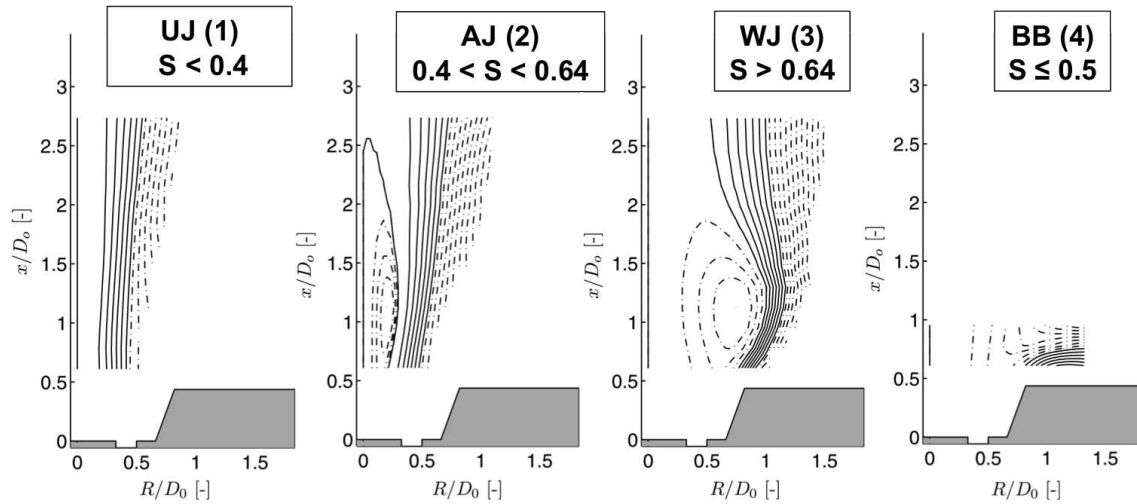 UJ (1)
S < 0.4
AJ (2)
0.4 < S < 0.64
WJ (3)
S > 0.64
BB (4)
S ≤ 0.5
3
2.5
2
1.5
1
0.5
0
x/D_o [-]
0
0.5
1
1.5
R/D_0 [-]
3
2.5
2
1.5
1
0.5
0
x/D_o [-]
0
0.5
1
1.5
R/D_0 [-]
3
2.5
2
1.5
1
0.5
0
x/D_o [-]
0
0.5
1
1.5
R/D_0 [-]
3
2.5
2
1.5
1
0.5
0
x/D_o [-]
0
0.5
1
1.5
R/D_0 [-]